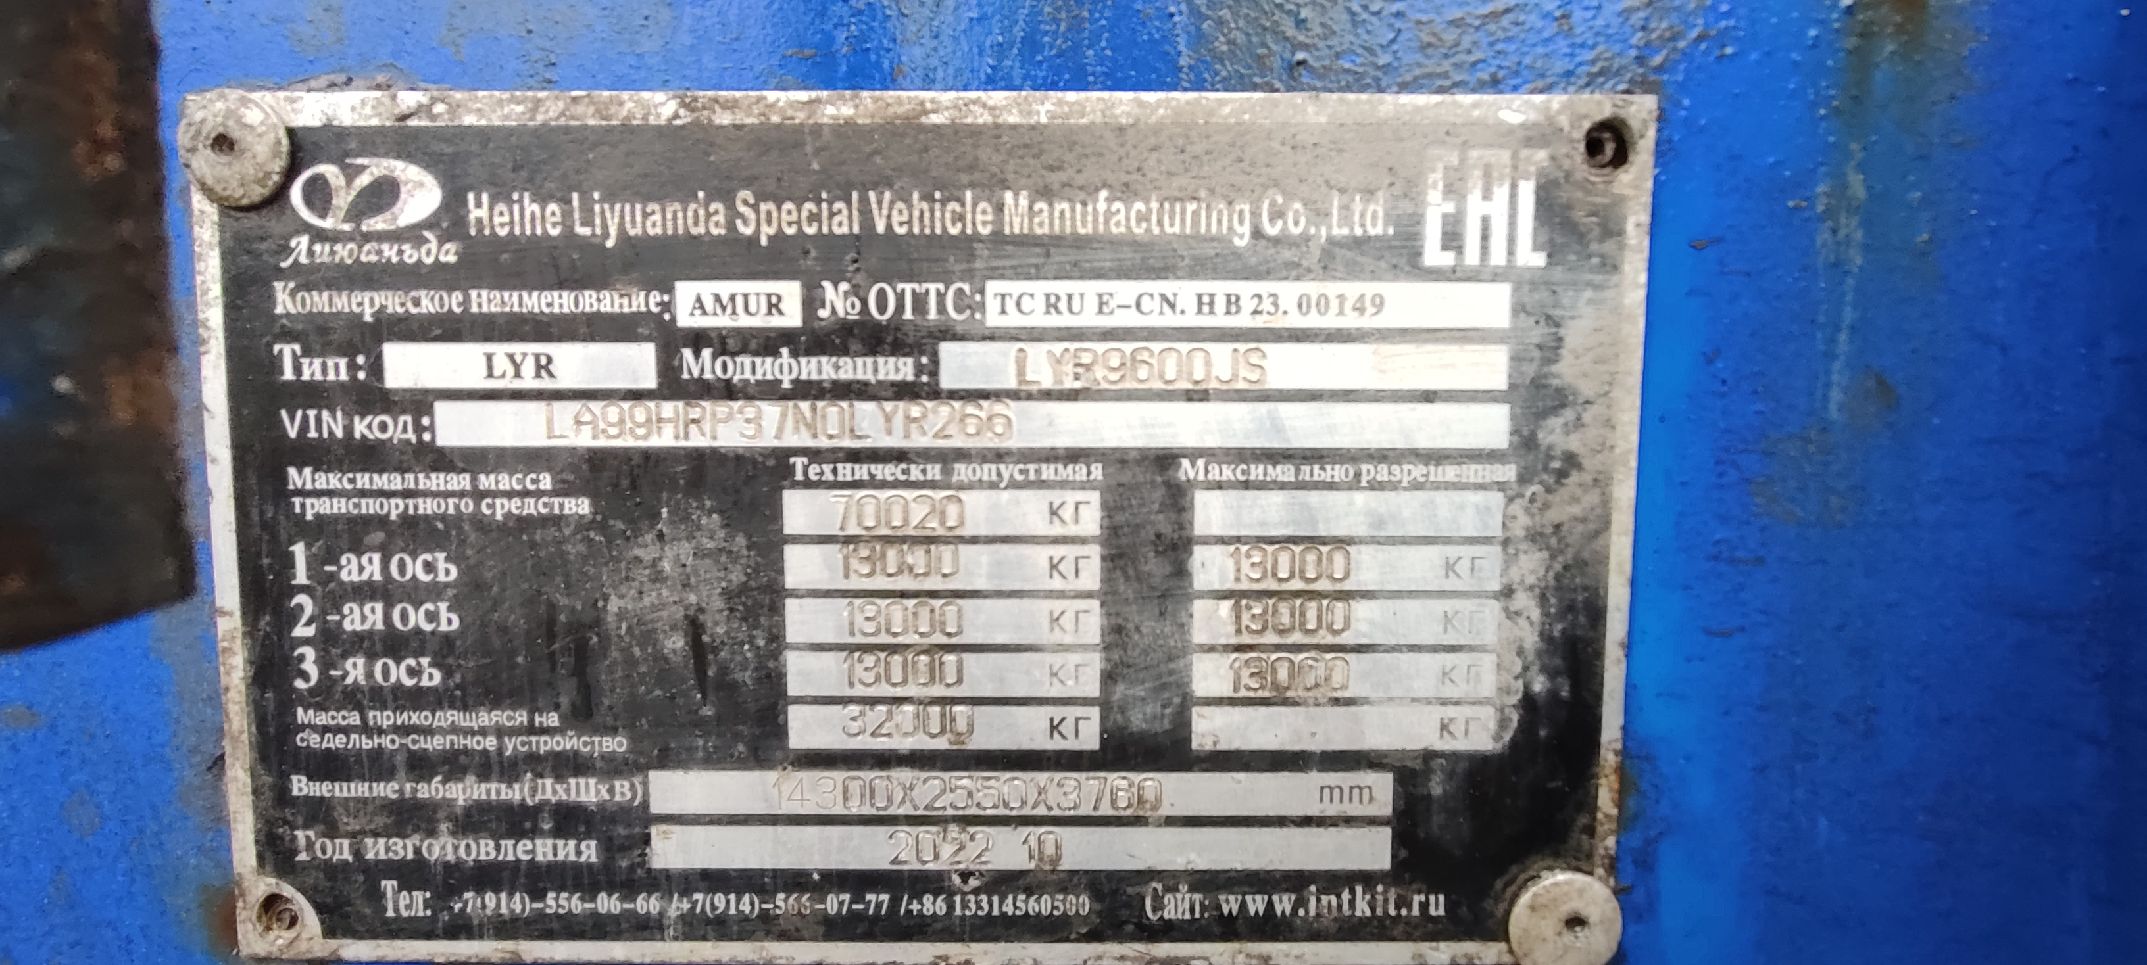 Лиюаньда Heihe Liyuanda Special Vehicle Manufacturing Co.,Ltd. EAC
Коммерческое наименование: AMUR № ОТТС: TC RU E-CN. HB23. 00149
Тип: LYR Модификация: LYR9600JS
VIN код: LA99HRP37N0LYR266
Технически допустимая Максимально разрешенная
Максимальная масса
транспортного средства 70020 кг
1-ая ось 13000 кг 13000 кг
2-ая ось 13000 кг 13000 кг
3-я ось 13000 кг 13000 кг
Масса приходящаяся на
седельно-сцепное устройство 32000 кг кг
Внешние габариты(ДхШхВ) 14300X2550X3760 mm
Год изготовления 2022 10
Тел: +7(914)-556-06-66 /+7(914)-566-07-77 /+86 13314560500 Сайт: www.intkit.ru